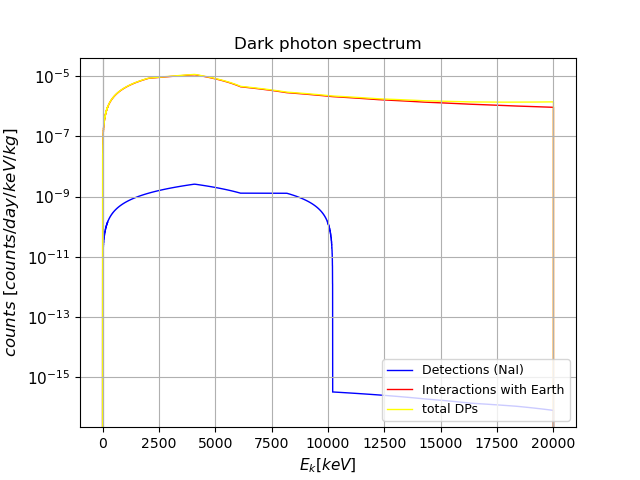 Dark photon spectrum
counts [counts/day/keV/kg]
10⁻⁵
10⁻⁷
10⁻⁹
10⁻¹¹
10⁻¹³
10⁻¹⁵
Detections (NaI)
Interactions with Earth
total DPs
0 2500 5000 7500 10000 12500 15000 17500 20000
Eₖ[keV]